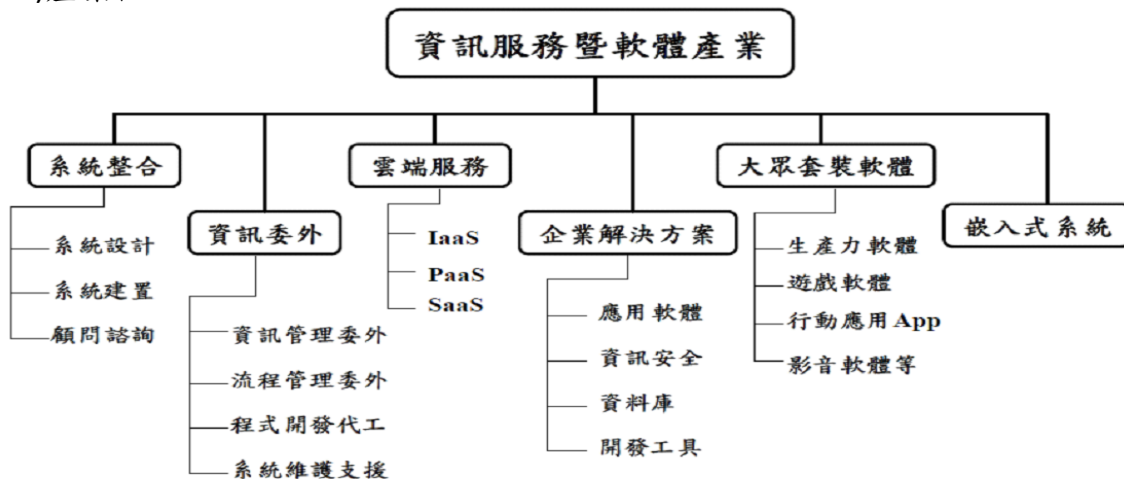 資訊服務暨軟體產業
系統整合
系統設計
系統建置
顧問諮詢
資訊委外
資訊管理委外
流程管理委外
程式開發代工
系統維護支援
雲端服務
IaaS
PaaS
SaaS
企業解決方案
應用軟體
資訊安全
資料庫
開發工具
大眾套裝軟體
生產力軟體
遊戲軟體
行動應用App
影音軟體等
嵌入式系統